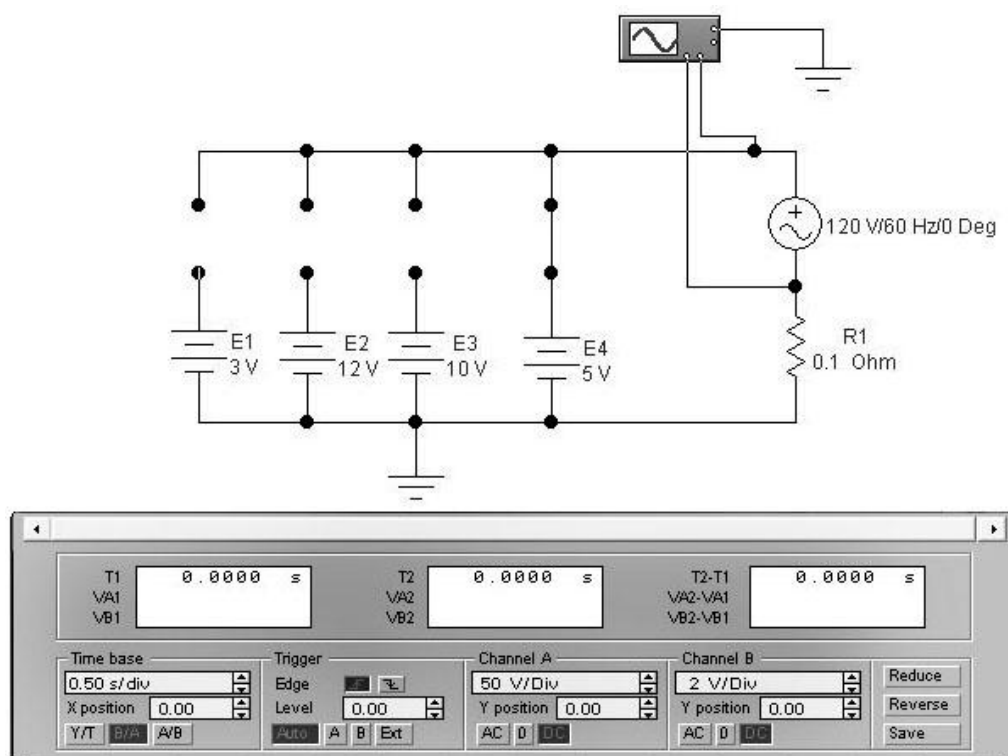 120 V/60 Hz/0 Deg
E1
3 V
E2
12 V
E3
10 V
E4
5 V
R1
0.1 Ohm
T1 0.0000 s
VA1
VB1
T2 0.0000 s
VA2
VB2
T2-T1 0.0000 s
VA2-VA1
VB2-VB1
Time base
0.50 s/div
X position 0.00
Y/T B/A A/B
Trigger
Edge
Level 0.00
Auto A B Ext
Channel A
50 V/Div
Y position 0.00
AC 0 DC
Channel B
2 V/Div
Y position 0.00
AC 0 DC
Reduce
Reverse
Save